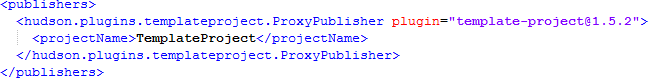 <publishers>
<hudson.plugins.templateproject.ProxyPublisher plugin="template-project@1.5.2">
<projectName>TemplateProject</projectName>
</hudson.plugins.templateproject.ProxyPublisher>
</publishers>